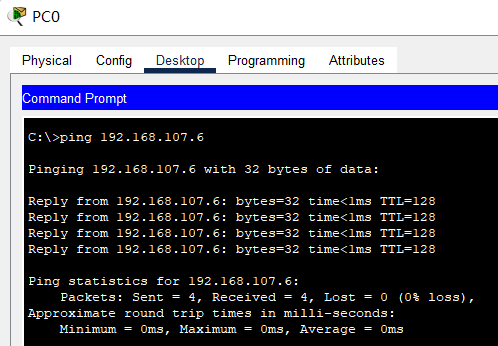 PC0
Physical Config Desktop Programming Attributes
Command Prompt
C:\>ping 192.168.107.6
Pinging 192.168.107.6 with 32 bytes of data:
Reply from 192.168.107.6: bytes=32 time<1ms TTL=128
Reply from 192.168.107.6: bytes=32 time<1ms TTL=128
Reply from 192.168.107.6: bytes=32 time<1ms TTL=128
Reply from 192.168.107.6: bytes=32 time<1ms TTL=128
Ping statistics for 192.168.107.6:
Packets: Sent = 4, Received = 4, Lost = 0 (0% loss),
Approximate round trip times in milli-seconds:
Minimum = 0ms, Maximum = 0ms, Average = 0ms